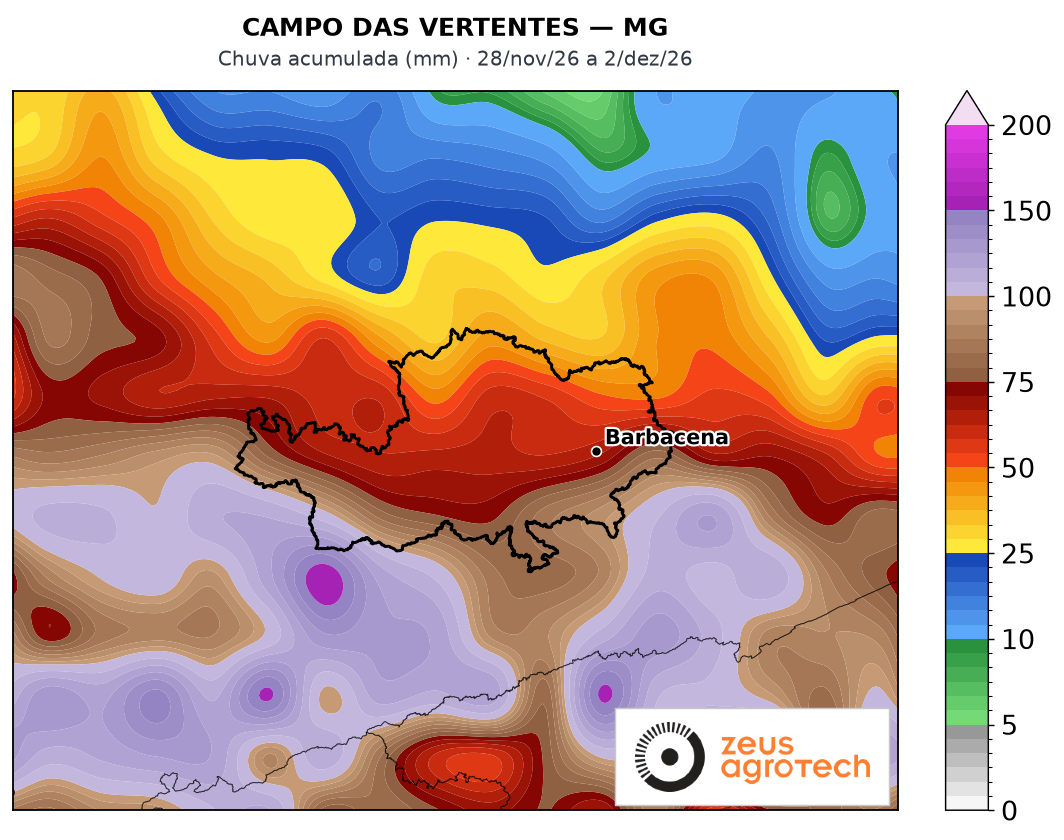 CAMPO DAS VERTENTES — MG
Chuva acumulada (mm) · 28/nov/26 a 2/dez/26
200
150
100
75
50
25
10
5
0
Barbacena
zeus
agrotech